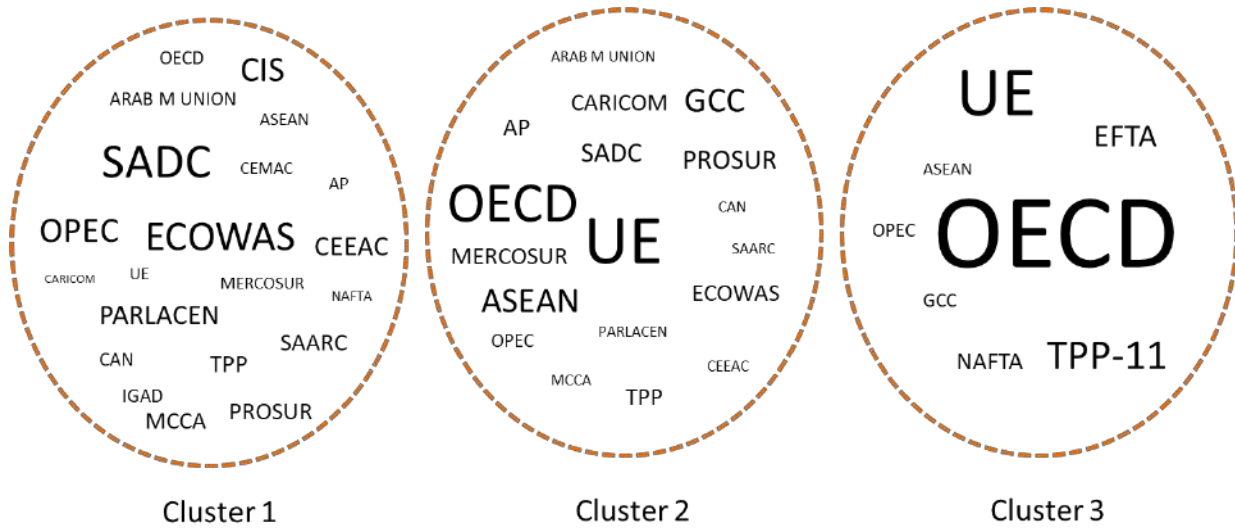 OECD
CIS
ARAB M UNION
ASEAN
SADC
CEMAC
AP
OPEC
ECOWAS
CEEAC
CARICOM
UE
MERCOSUR
NAFTA
PARLACEN
SAARC
CAN
TPP
IGAD
MCCA
PROSUR
Cluster 1
ARAB M UNION
CARICOM
GCC
AP
SADC
PROSUR
OECD
UE
CAN
MERCOSUR
SAARC
ASEAN
ECOWAS
OPEC
PARLACEN
CEEAC
MCCA
TPP
Cluster 2
UE
EFTA
ASEAN
OPEC
OECD
GCC
NAFTA
TPP-11
Cluster 3